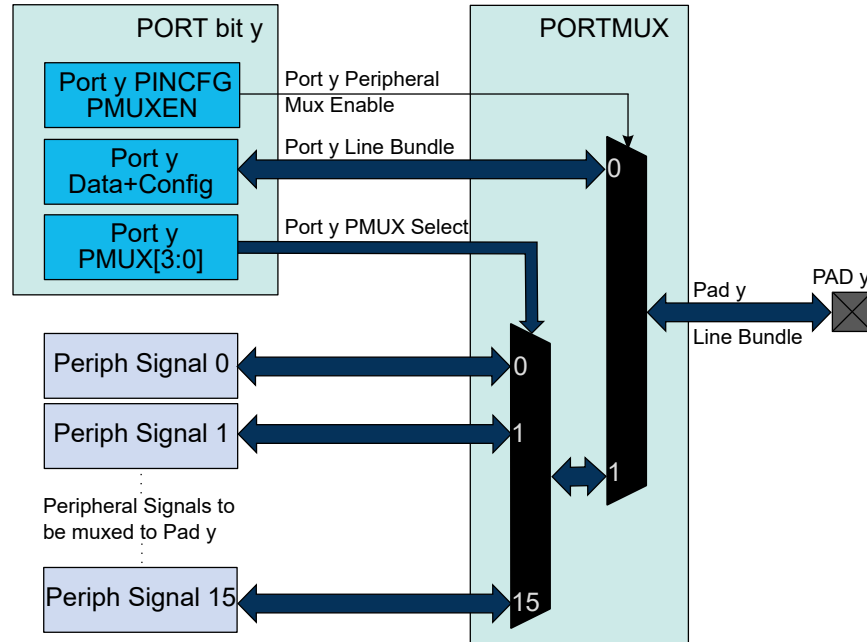 PORT bit y
PORTMUX
Port y PINCFG
PMUXEN
Port y Peripheral
Mux Enable
Port y
Data+Config
Port y Line Bundle
0
Port y
PMUX[3:0]
Port y PMUX Select
Pad y
Line Bundle
PAD y
Periph Signal 0
0
Periph Signal 1
1
1
Peripheral Signals to
be muxed to Pad y
Periph Signal 15
15